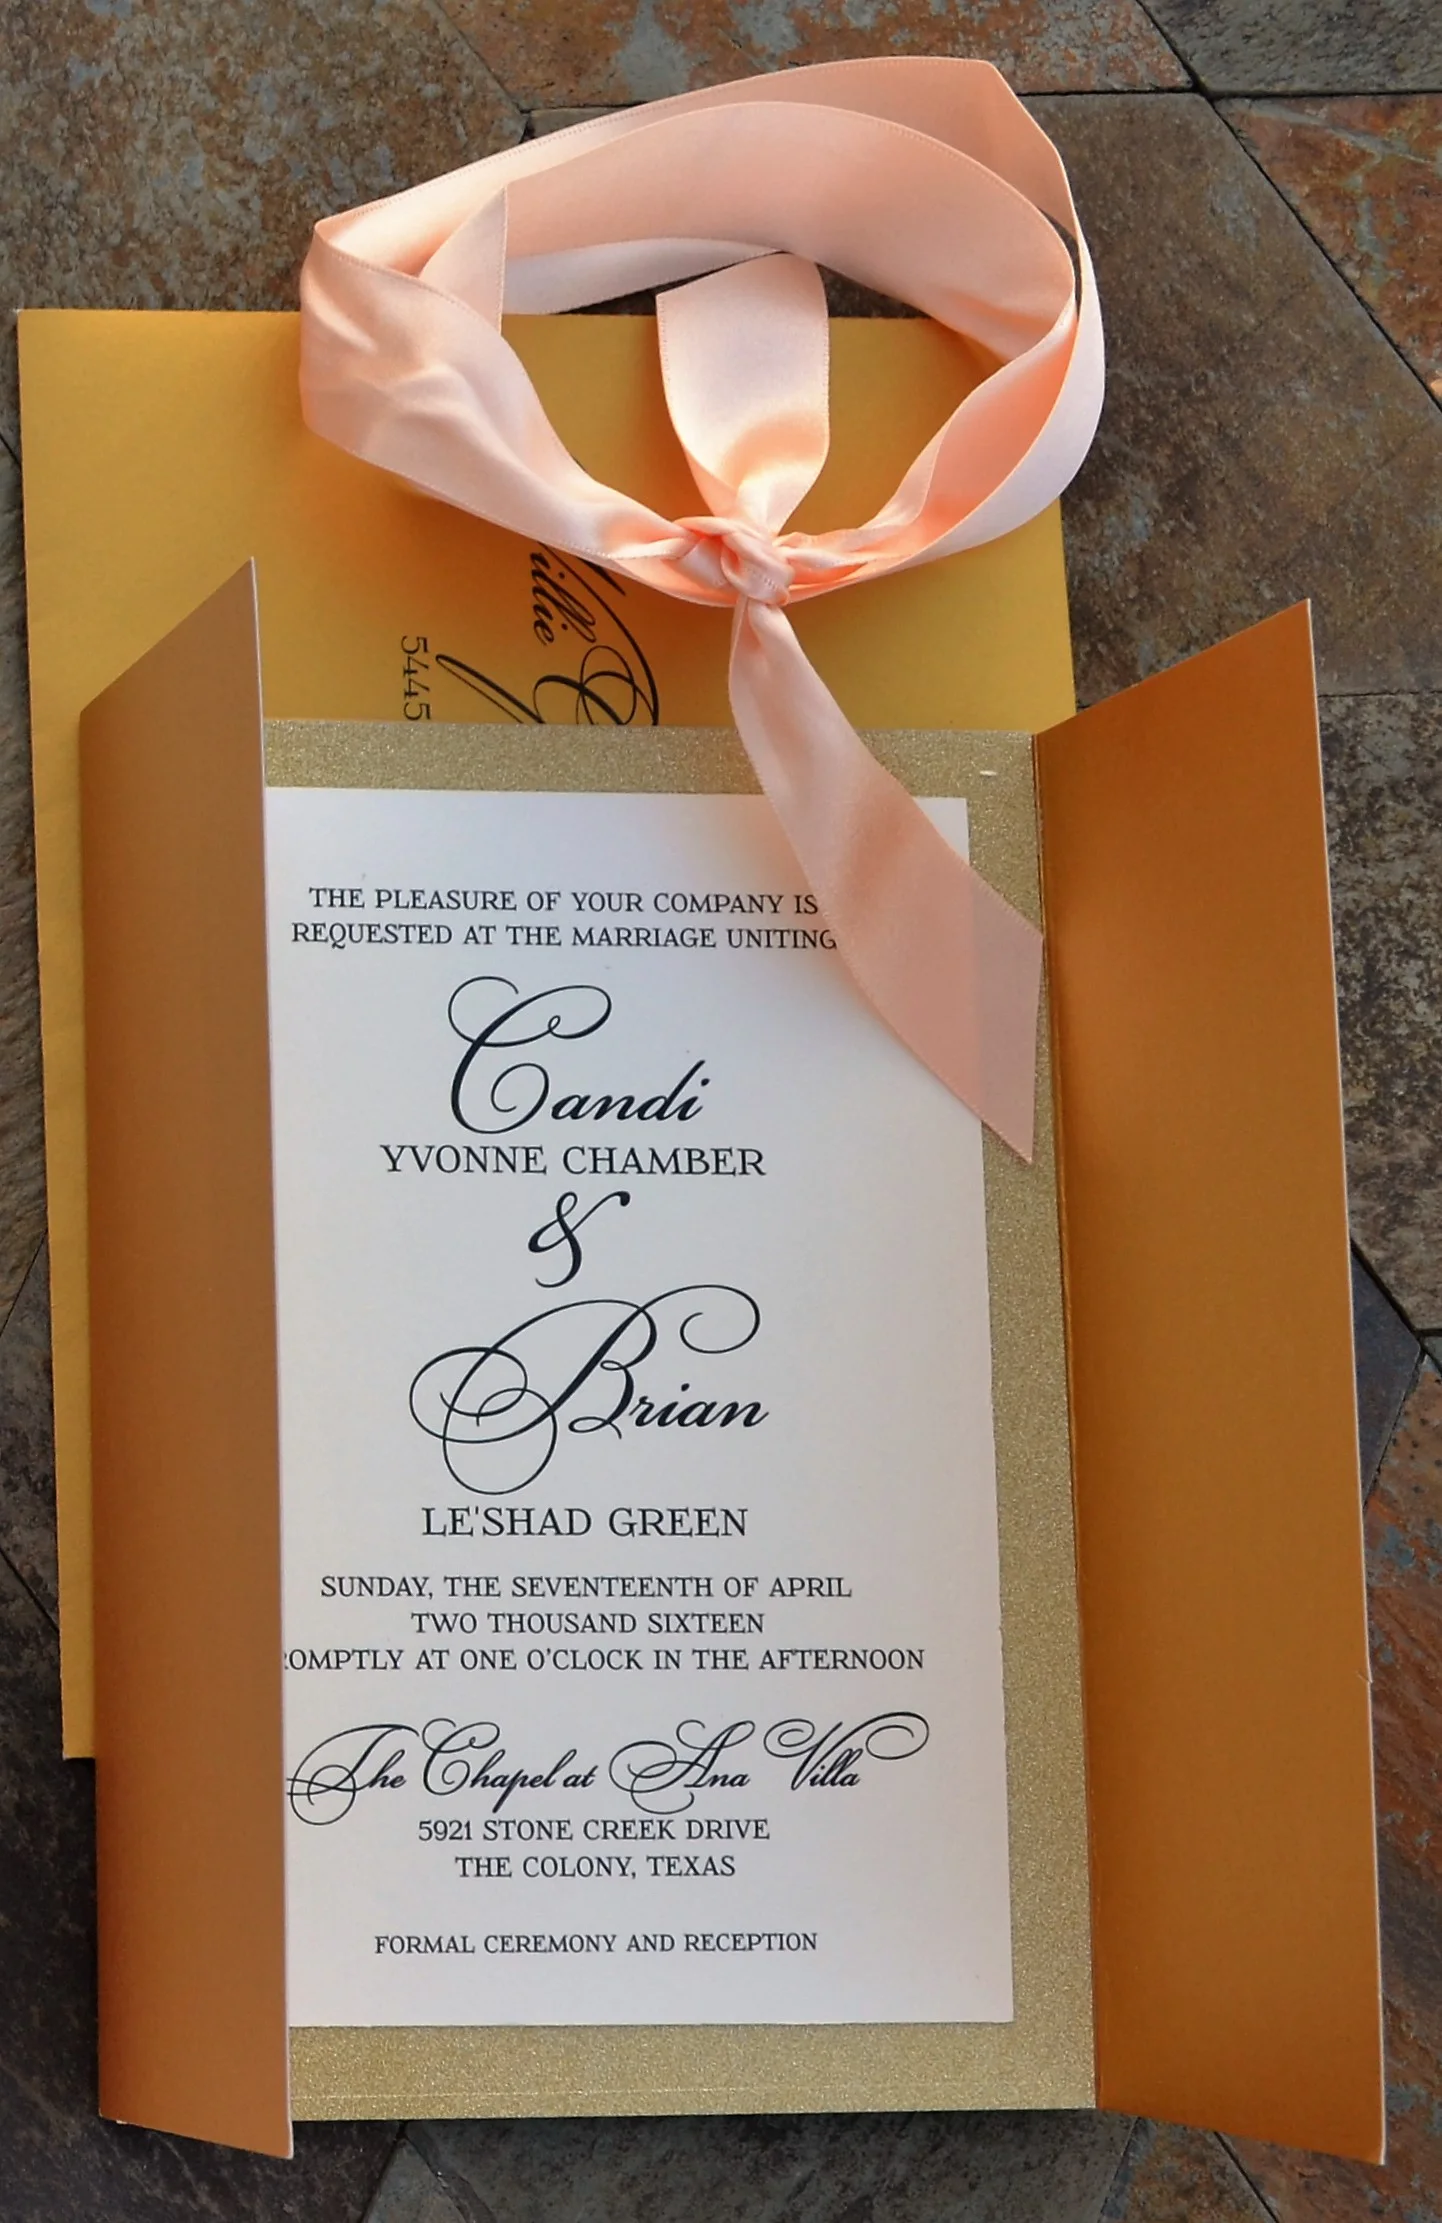 5445
THE PLEASURE OF YOUR COMPANY IS
REQUESTED AT THE MARRIAGE UNITING
Candi
YVONNE CHAMBER
&
Brian
LE'SHAD GREEN
SUNDAY, THE SEVENTEENTH OF APRIL
TWO THOUSAND SIXTEEN
ROMPTLY AT ONE O'CLOCK IN THE AFTERNOON
The Chapel at Ana Villa
5921 STONE CREEK DRIVE
THE COLONY, TEXAS
FORMAL CEREMONY AND RECEPTION